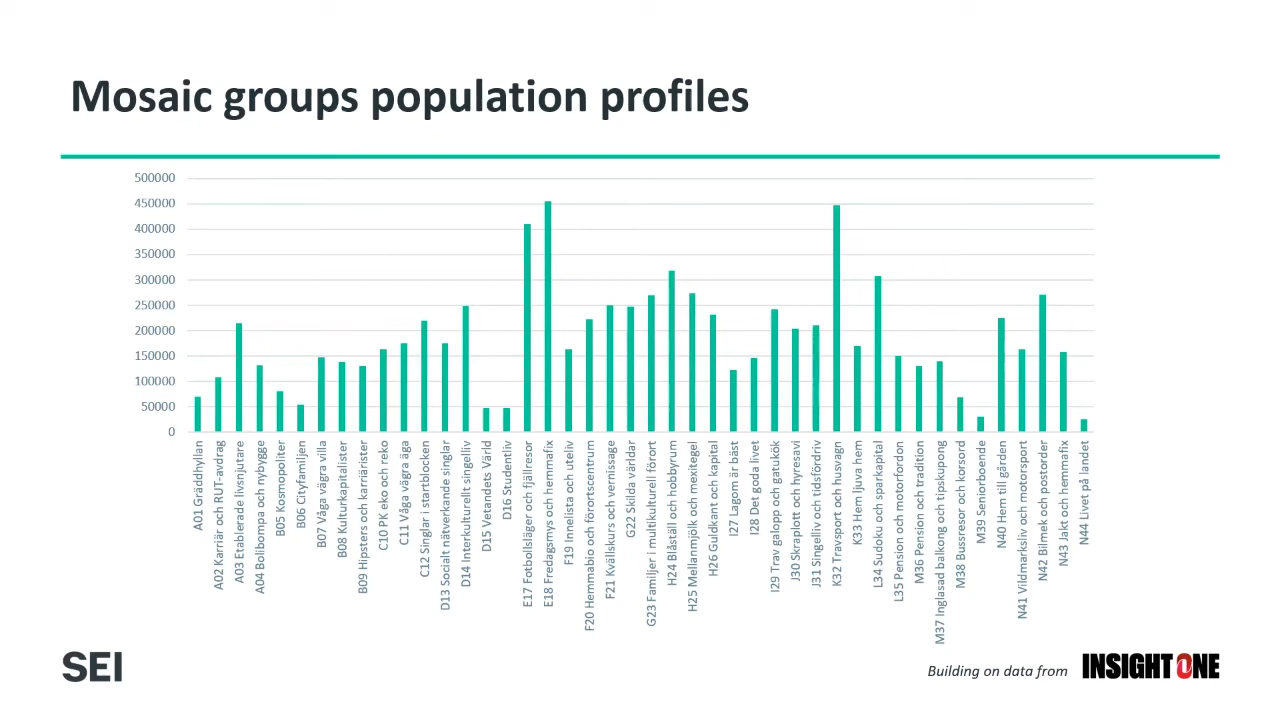 Mosaic groups population profiles
500000
450000
400000
350000
300000
250000
200000
150000
100000
50000
0
A01 Gräddhyllan
A02 Karriär och RUT-avdrag
A03 Etablerade livsnjutare
A04 Bolibompa och nybygge
B05 Kosmopoliter
B06 Cityfamiljen
B07 Våga vägra villa
B08 Kulturkapitalister
B09 Hipsters och karriärister
C10 PK eko och reko
C11 Våga vägra äga
C12 Singlar i startblocken
D13 Socialt nätverkande singlar
D14 Interkulturellt singelliv
D15 Vetandets Värld
D16 Studentliv
E17 Fotbollsläger och fjällresor
E18 Fredagsmys och hemmafix
F19 Innelista och uteliv
F20 Hemmabio och förortscentrum
F21 Kvällskurs och vernissage
G22 Skilda världar
G23 Familjer i multikulturell förort
H24 Blåställ och hobbyrum
H25 Mellanmjölk och mexitegel
H26 Guldkant och kapital
I27 Lagom är bäst
I28 Det goda livet
I29 Trav galopp och gatukök
J30 Skraplott och hyresavi
J31 Singelliv och tidsfördriv
K32 Travsport och husvagn
K33 Hem ljuva hem
L34 Sudoku och sparkapital
L35 Pension och motorfordon
M36 Pension och tradition
M37 Inglasad balkong och tipskupong
M38 Bussresor och korsord
M39 Seniorboende
N40 Hem till gården
N41 Vildmarksliv och motorsport
N42 Bilmek och postorder
N43 Jakt och hemmafix
N44 Livet på landet
SEI
Building on data from
INSIGHT ONE